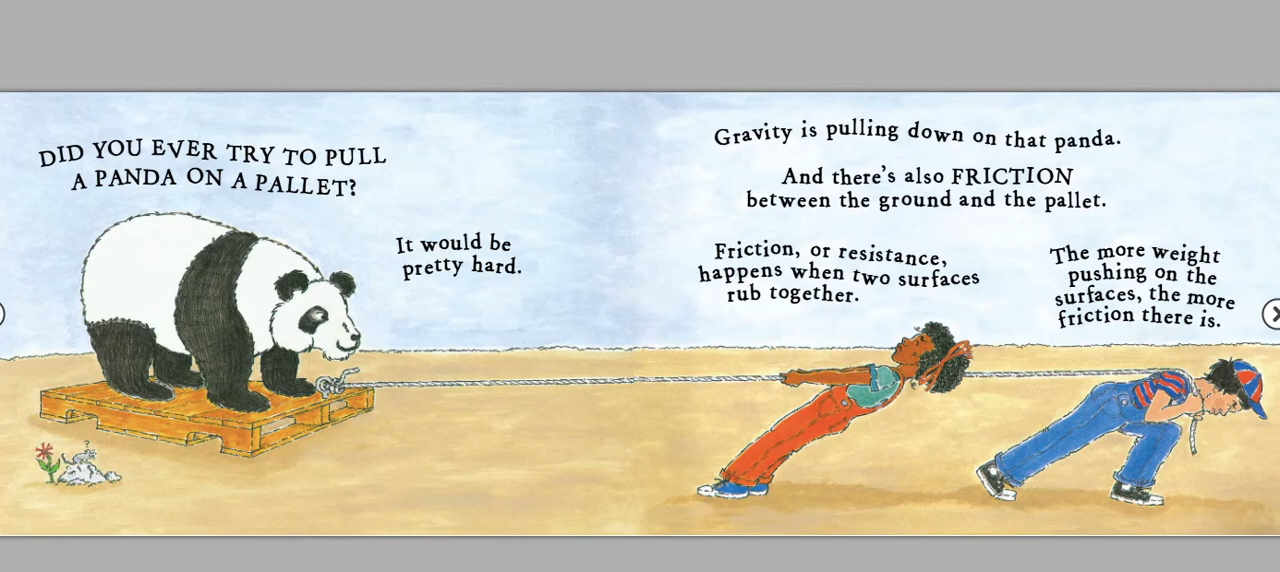 DID YOU EVER TRY TO PULL
A PANDA ON A PALLET?
It would be
pretty hard.
Gravity is pulling down on that panda.
And there's also FRICTION
between the ground and the pallet.
Friction, or resistance,
happens when two surfaces
rub together.
The more weight
pushing on the
surfaces, the more
friction there is.
?